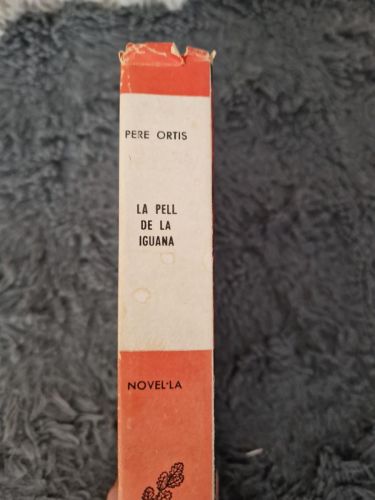 PERE ORTIS
LA PELL
DE LA
IGUANA
NOVEL·LA